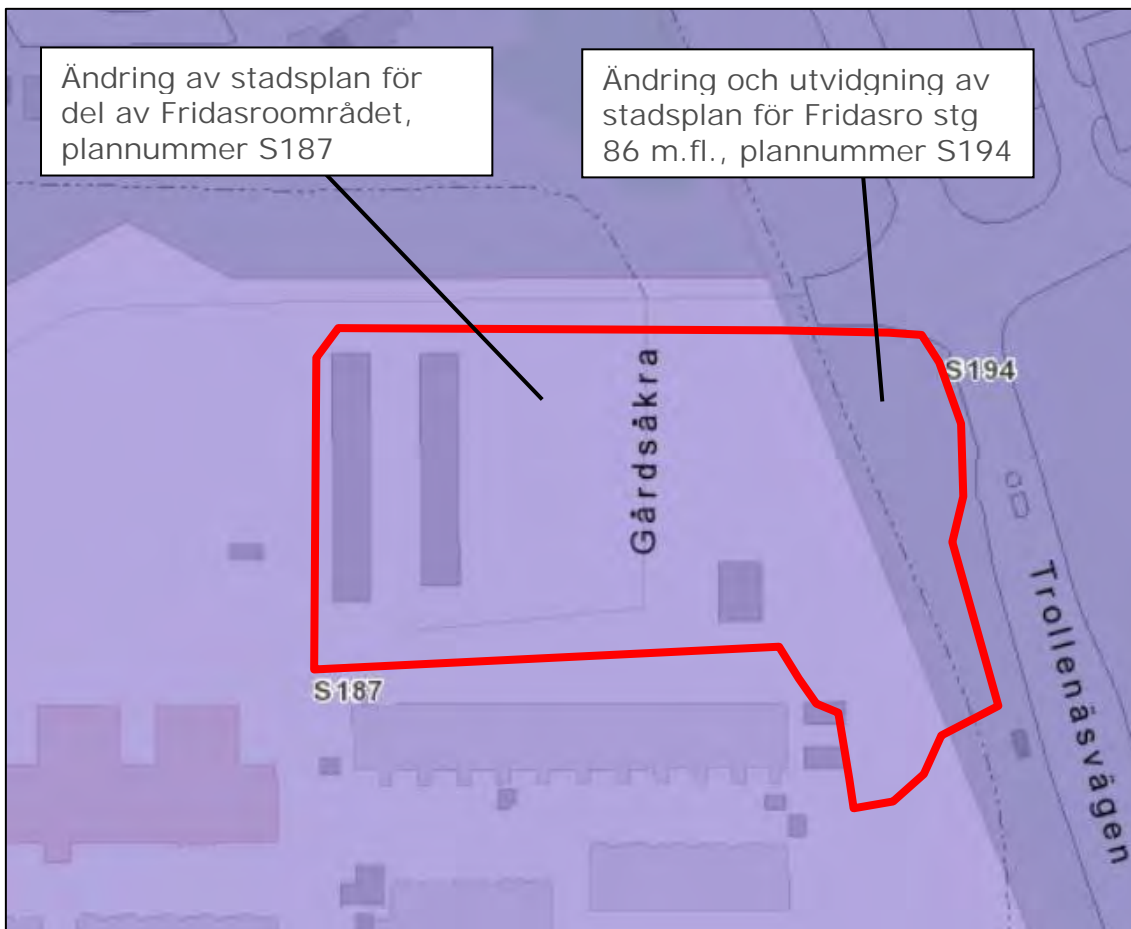 Ändring av stadsplan för
del av Fridasroområdet,
plannummer S187
Ändring och utvidgning av
stadsplan för Fridasro stg
86 m.fl., plannummer S194
S194
Gårdsåkra
Trollenäsvägen
S187